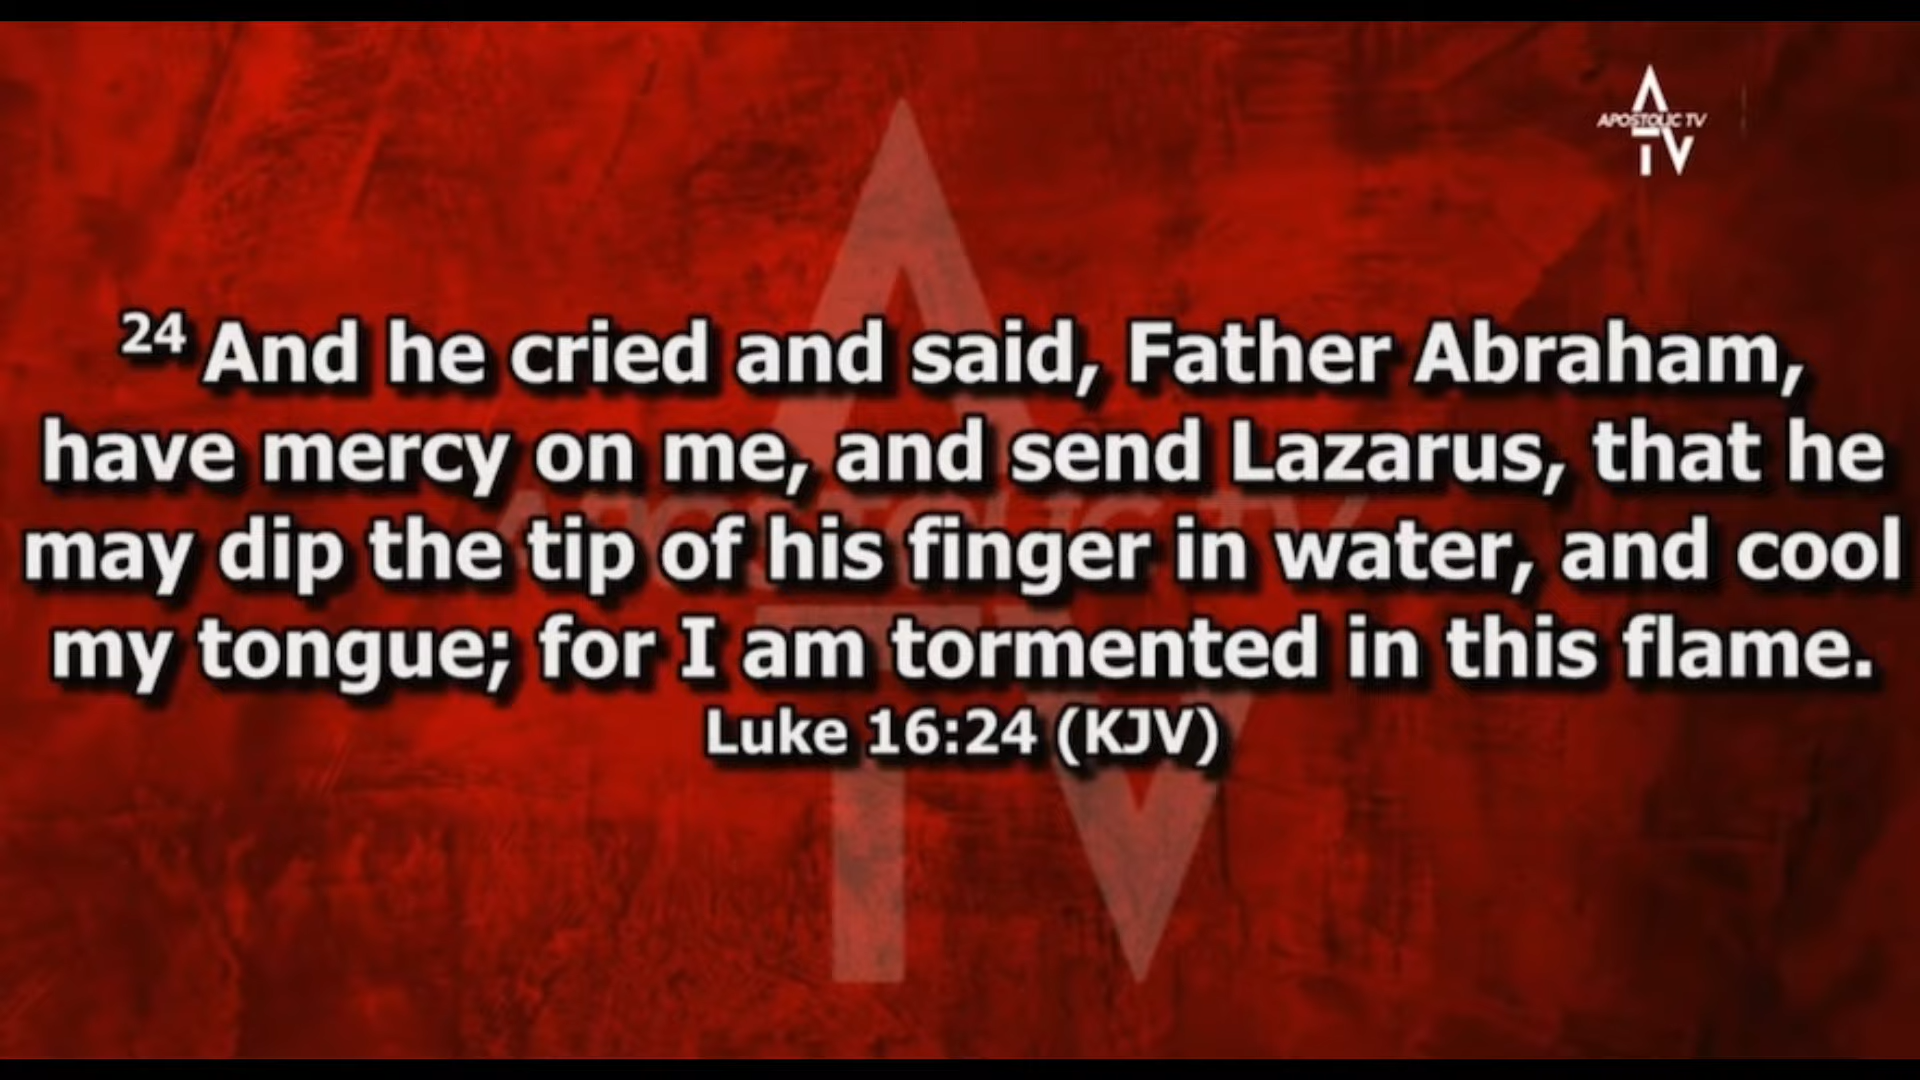 APOSTOLIC TV
24 And he cried and said, Father Abraham,
have mercy on me, and send Lazarus, that he
may dip the tip of his finger in water, and cool
my tongue; for I am tormented in this flame.
Luke 16:24 (KJV)
APOSTOLIC TV